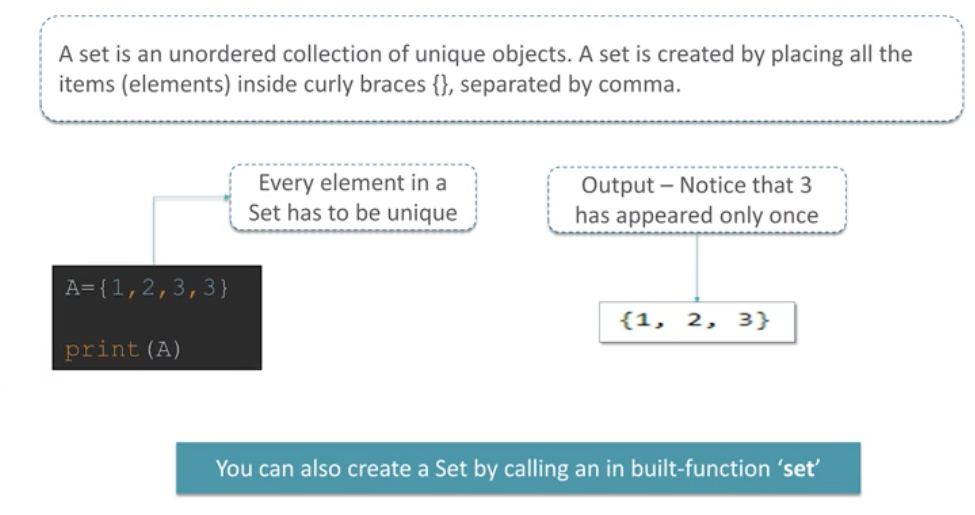 A set is an unordered collection of unique objects. A set is created by placing all the
items (elements) inside curly braces {}, separated by comma.
Every element in a
Set has to be unique
Output – Notice that 3
has appeared only once
A={1,2,3,3}
print(A)
{1, 2, 3}
You can also create a Set by calling an in built-function ‘set’